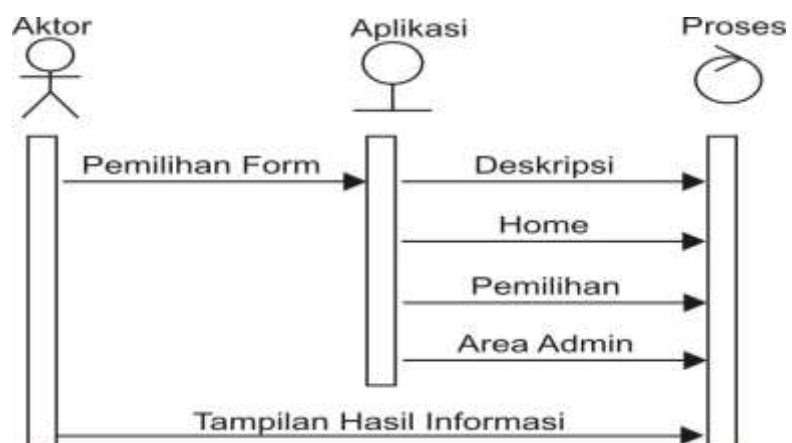 Aktor
Aplikasi
Proses
Pemilihan Form
Deskripsi
Home
Pemilihan
Area Admin
Tampilan Hasil Informasi